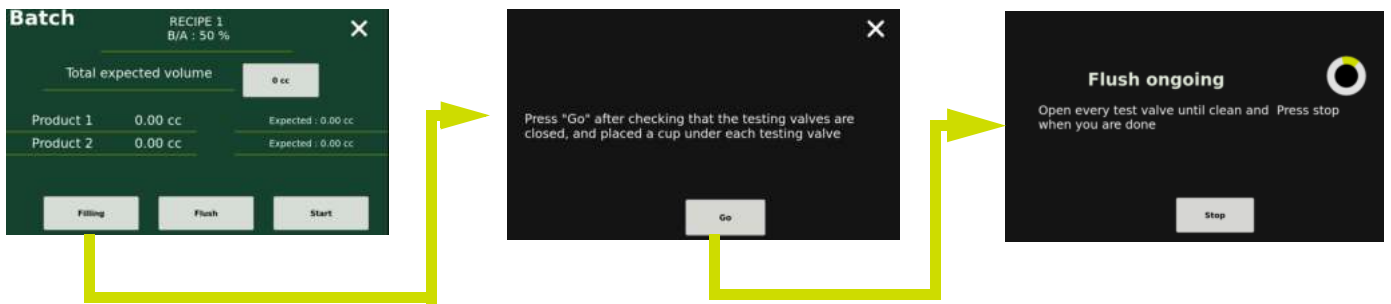 Batch
RECIPE 1
B/A : 50 %
Total expected volume
0 cc
Product 1 0.00 cc Expected : 0.00 cc
Product 2 0.00 cc Expected : 0.00 cc
Filling Flush Start
Press "Go" after checking that the testing valves are
closed, and placed a cup under each testing valve
Go
Flush ongoing
Open every test valve until clean and Press stop
when you are done
Stop